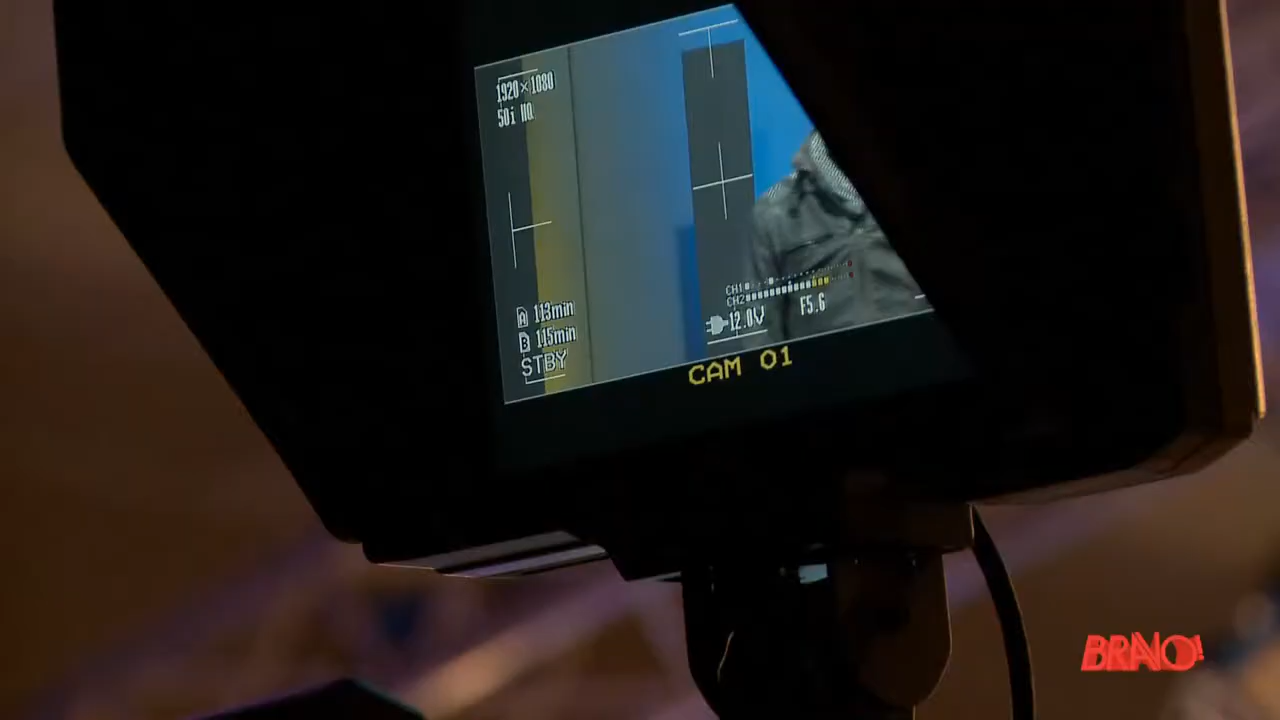 1920×1080
50i HQ
A 113min
B 115min
STBY
CH1
CH2
12.0V
F5.6
CAM 01
BRAVO!